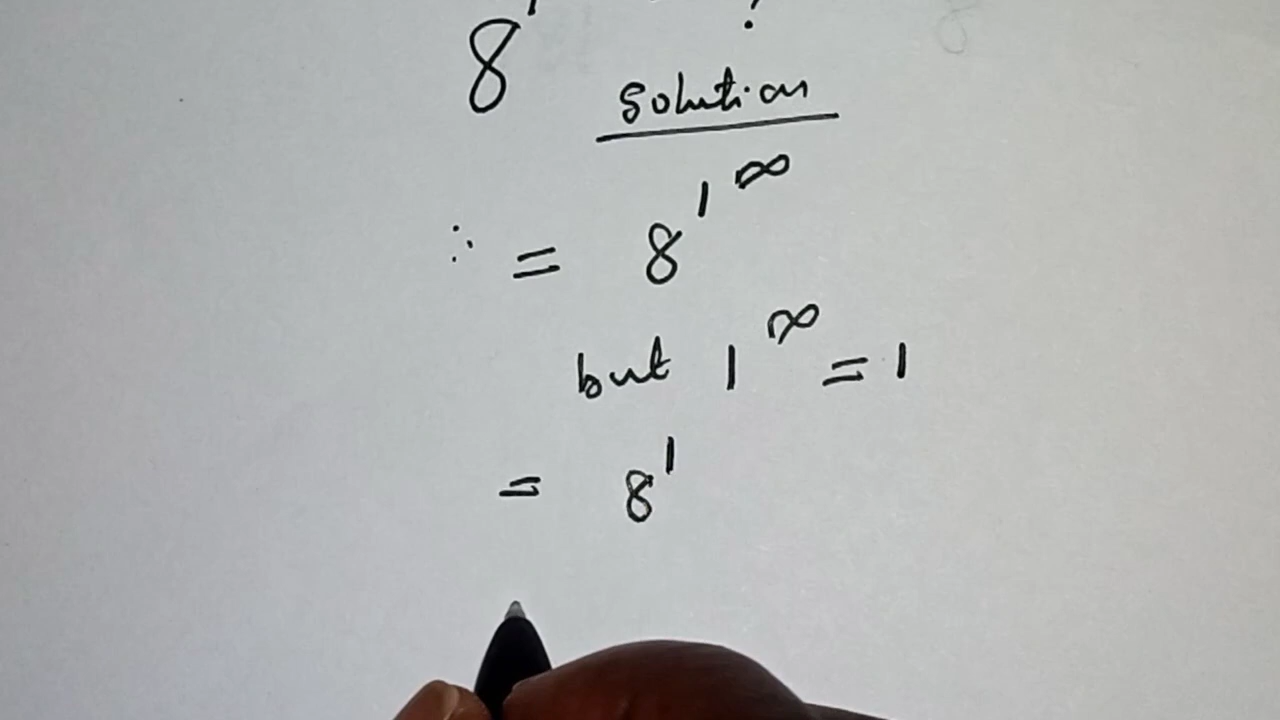 8 ?
Solution
∴ = 8^1^∞
but 1^∞ = 1
= 8^1